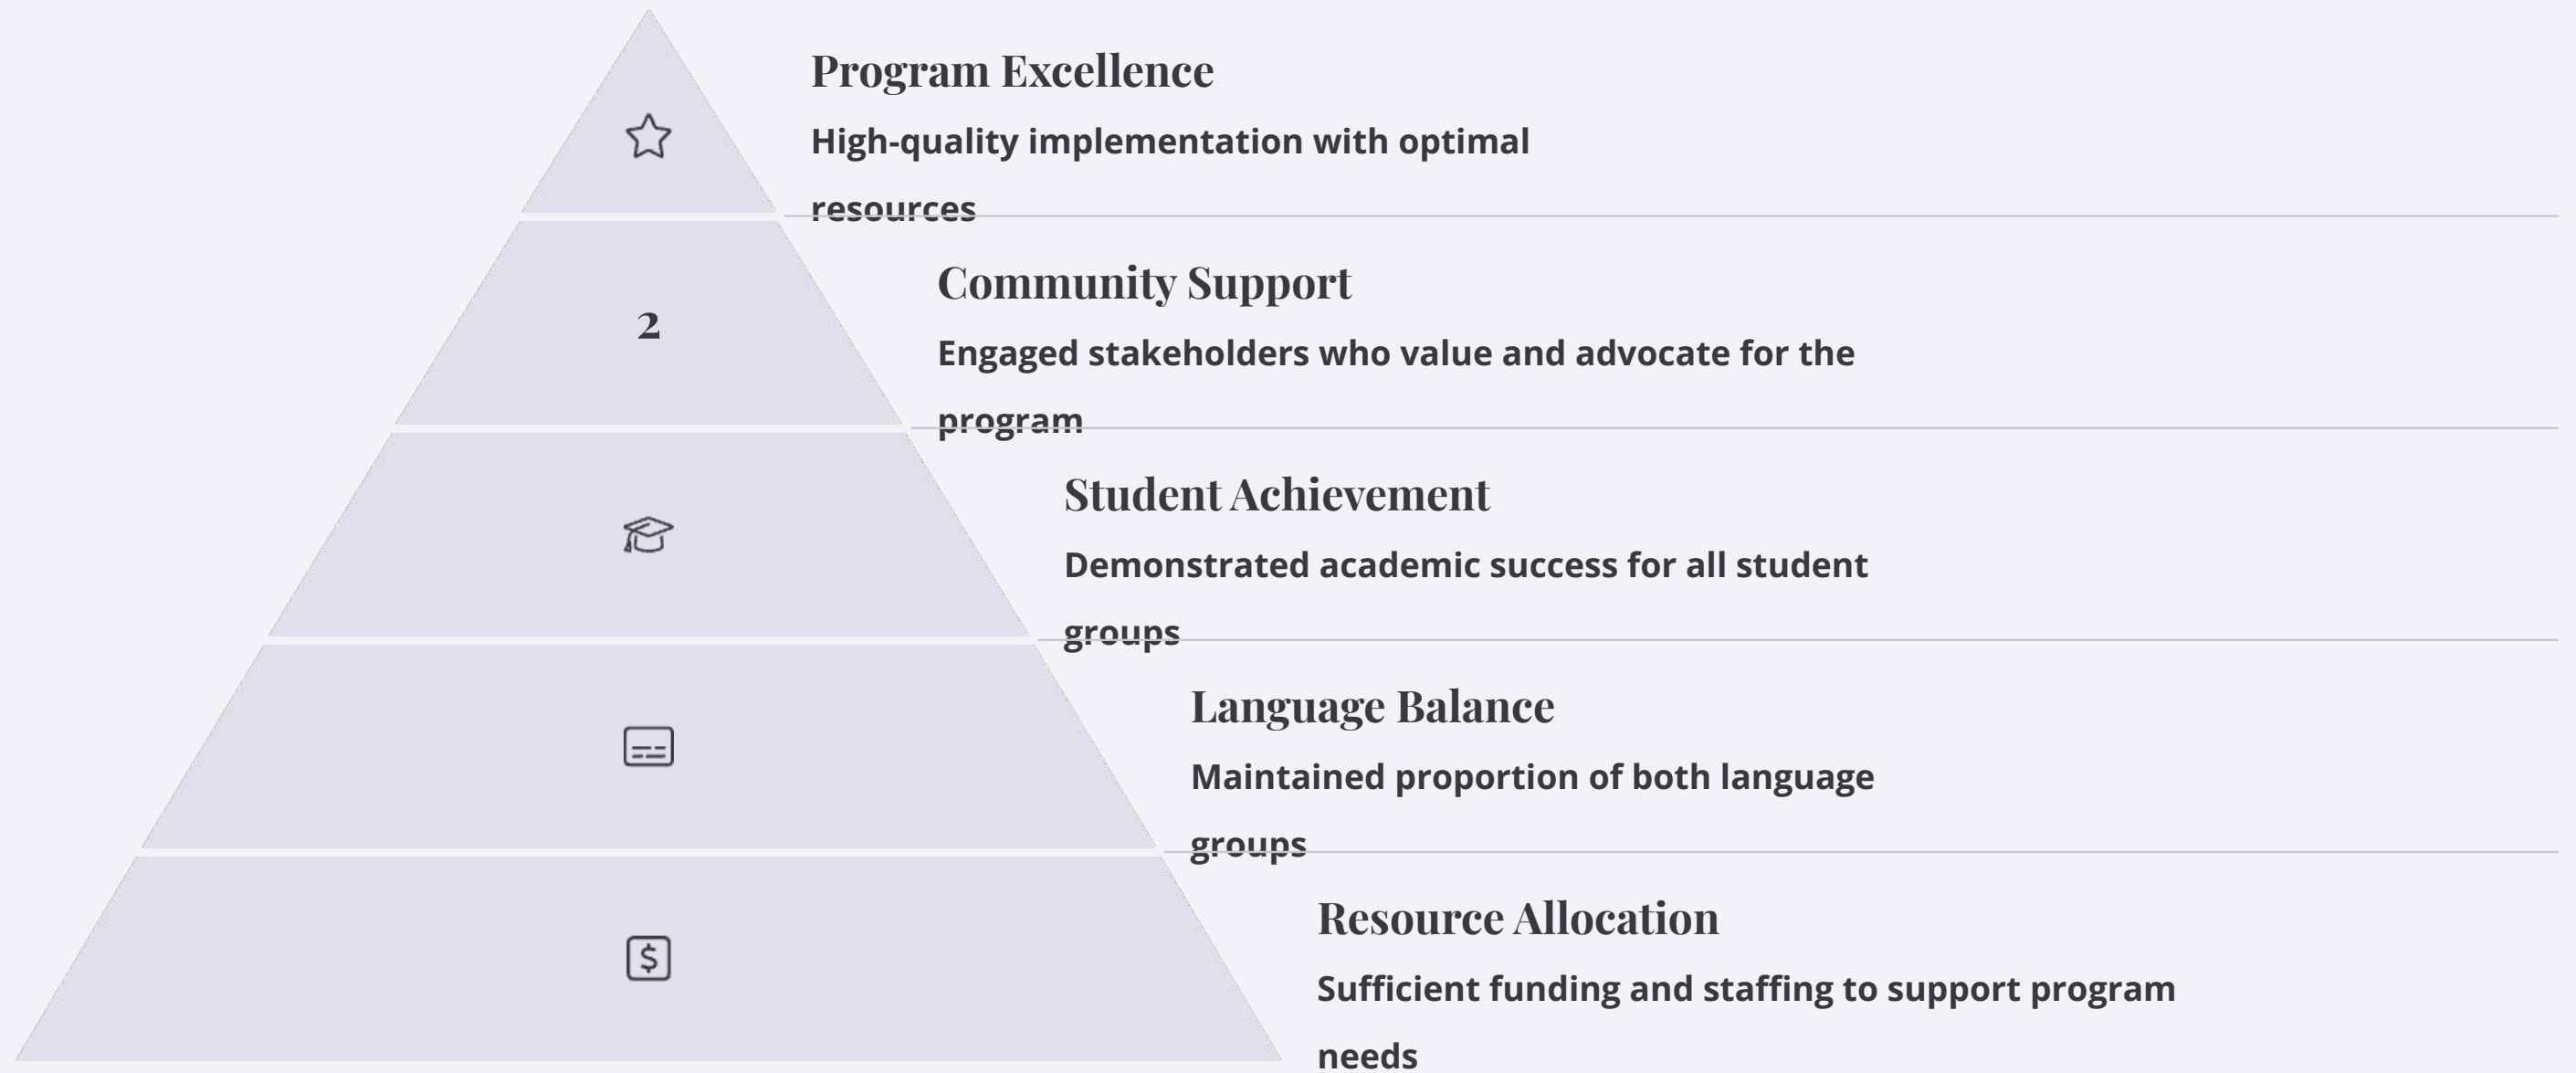 Program Excellence
High-quality implementation with optimal
resources
2
Community Support
Engaged stakeholders who value and advocate for the
program
Student Achievement
Demonstrated academic success for all student
groups
Language Balance
Maintained proportion of both language
groups
$
Resource Allocation
Sufficient funding and staffing to support program
needs